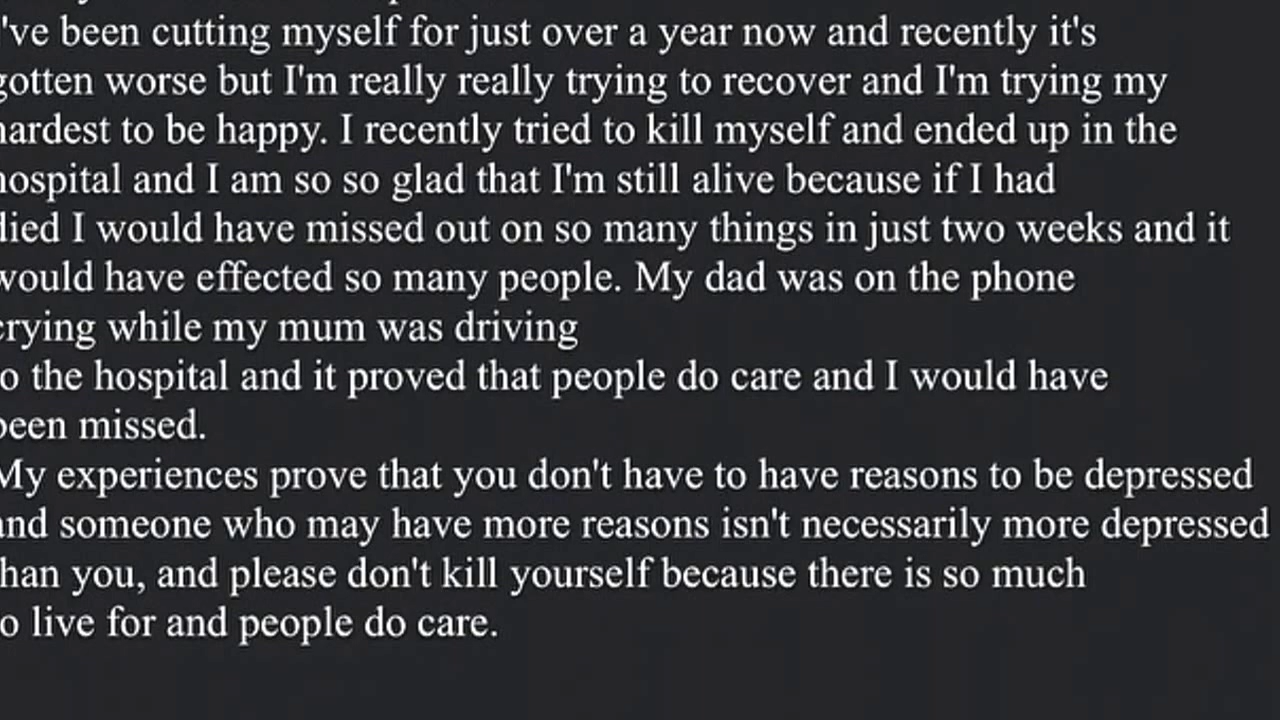 I've been cutting myself for just over a year now and recently it's
gotten worse but I'm really really trying to recover and I'm trying my
hardest to be happy. I recently tried to kill myself and ended up in the
hospital and I am so so glad that I'm still alive because if I had
died I would have missed out on so many things in just two weeks and it
would have effected so many people. My dad was on the phone
crying while my mum was driving
to the hospital and it proved that people do care and I would have
been missed.
My experiences prove that you don't have to have reasons to be depressed
and someone who may have more reasons isn't necessarily more depressed
than you, and please don't kill yourself because there is so much
to live for and people do care.